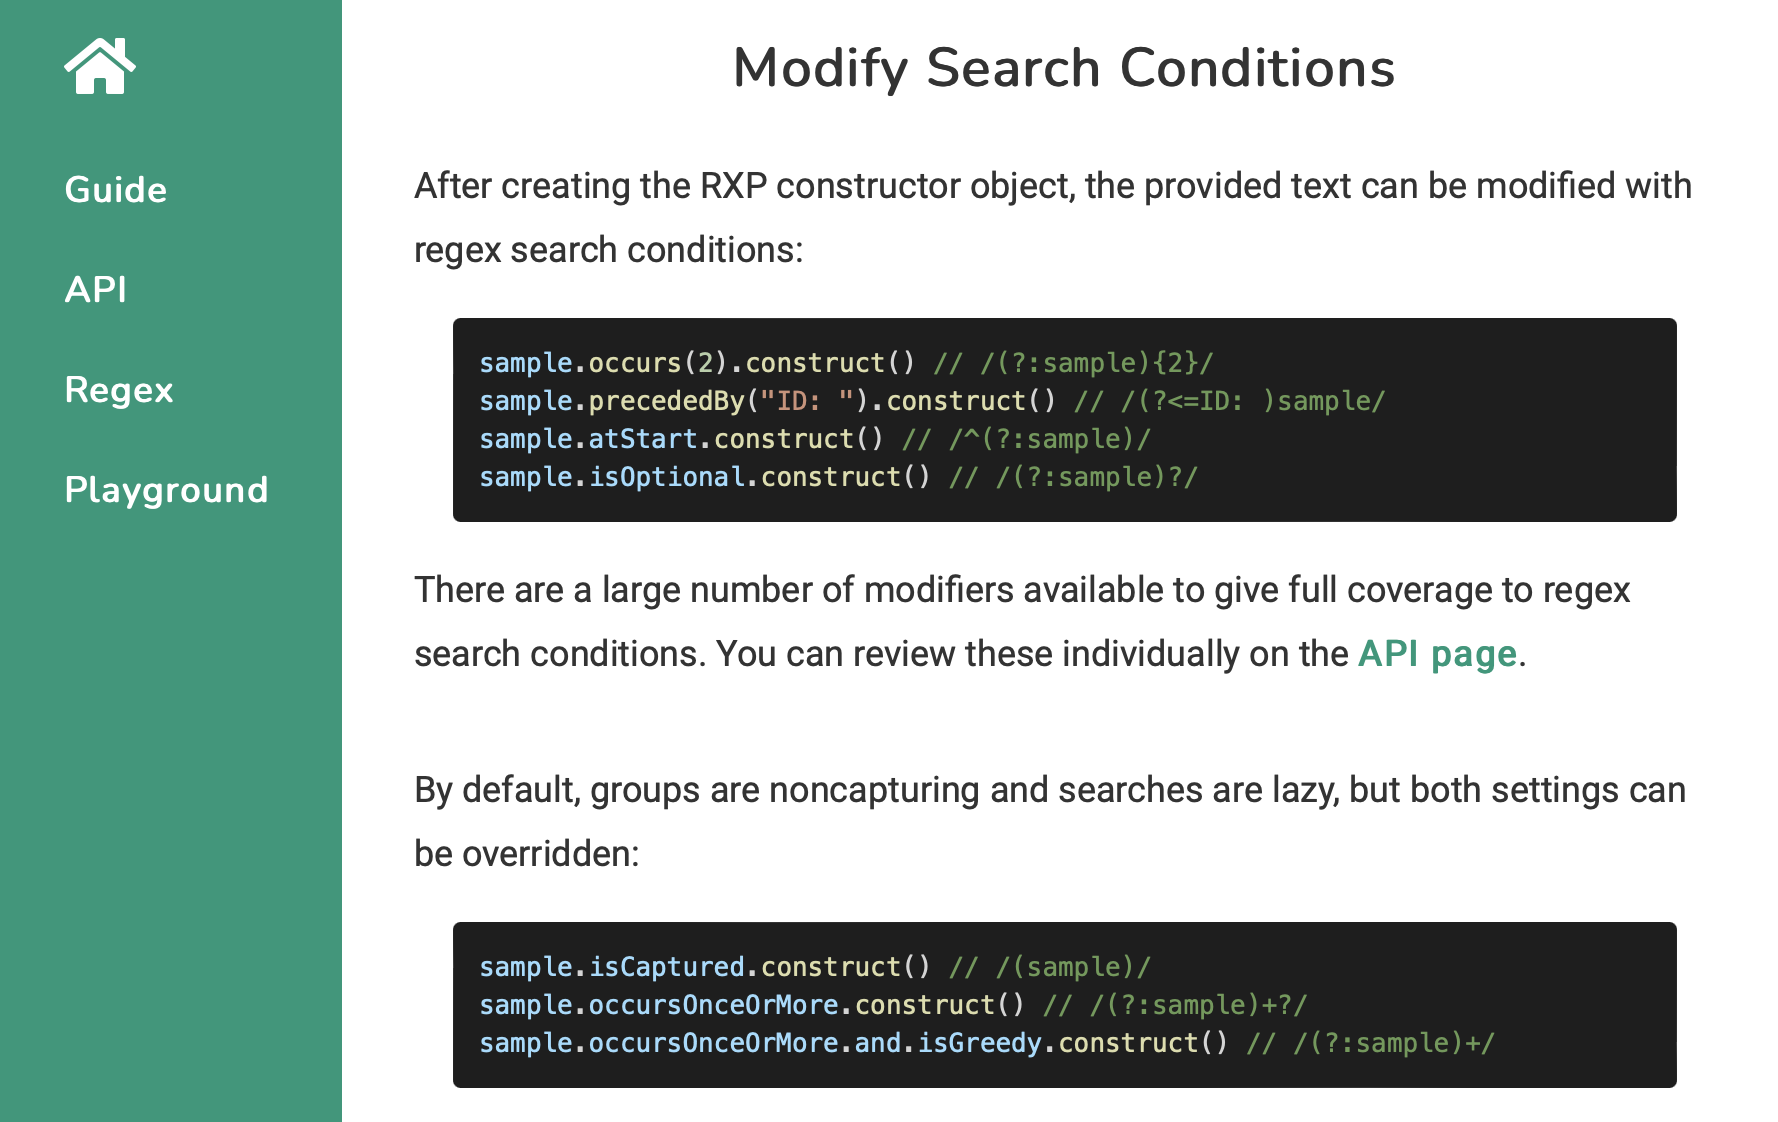 Guide
API
Regex
Playground
Modify Search Conditions
After creating the RXP constructor object, the provided text can be modified with
regex search conditions:
sample.occurs(2).construct() // /(?:sample){2}/
sample.precededBy("ID: ").construct() // /(?<=ID: )sample/
sample.atStart.construct() // /^(?:sample)/
sample.isOptional.construct() // /(?:sample)?/
There are a large number of modifiers available to give full coverage to regex
search conditions. You can review these individually on the API page.
By default, groups are noncapturing and searches are lazy, but both settings can
be overridden:
sample.isCaptured.construct() // /(sample)/
sample.occursOnceOrMore.construct() // /(?:sample)+?/
sample.occursOnceOrMore.and.isGreedy.construct() // /(?:sample)+/